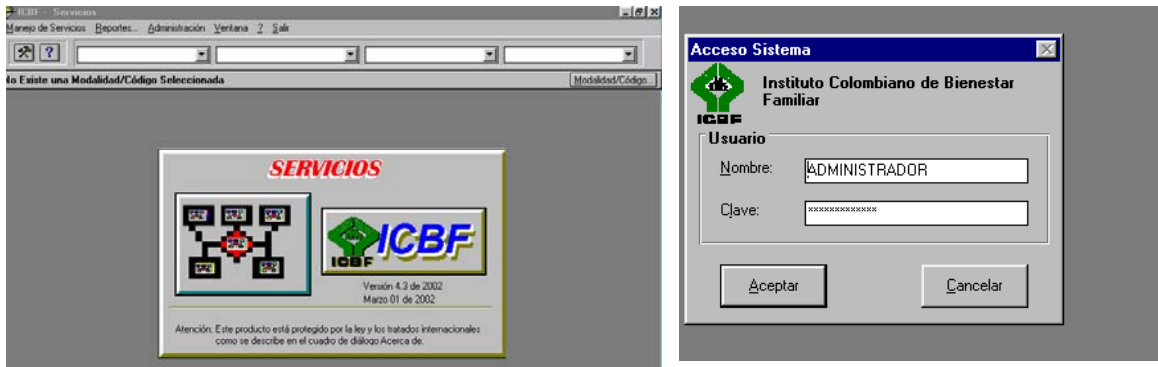 ICBF - Servicios
Manejo de Servicios Reportes... Administración Ventana ? Salir
No Existe una Modalidad/Código Seleccionada
Modalidad/Código...
SERVICIOS
ICBF
ICBF
Versión 4.3 de 2002
Marzo 01 de 2002
Atención: Este producto está protegido por la ley y los tratados internacionales
como se describe en el cuadro de diálogo Acerca de.
Acceso Sistema
Instituto Colombiano de Bienestar
Familiar
ICBF
Usuario
Nombre: ADMINISTRADOR
Clave: *************
Aceptar Cancelar